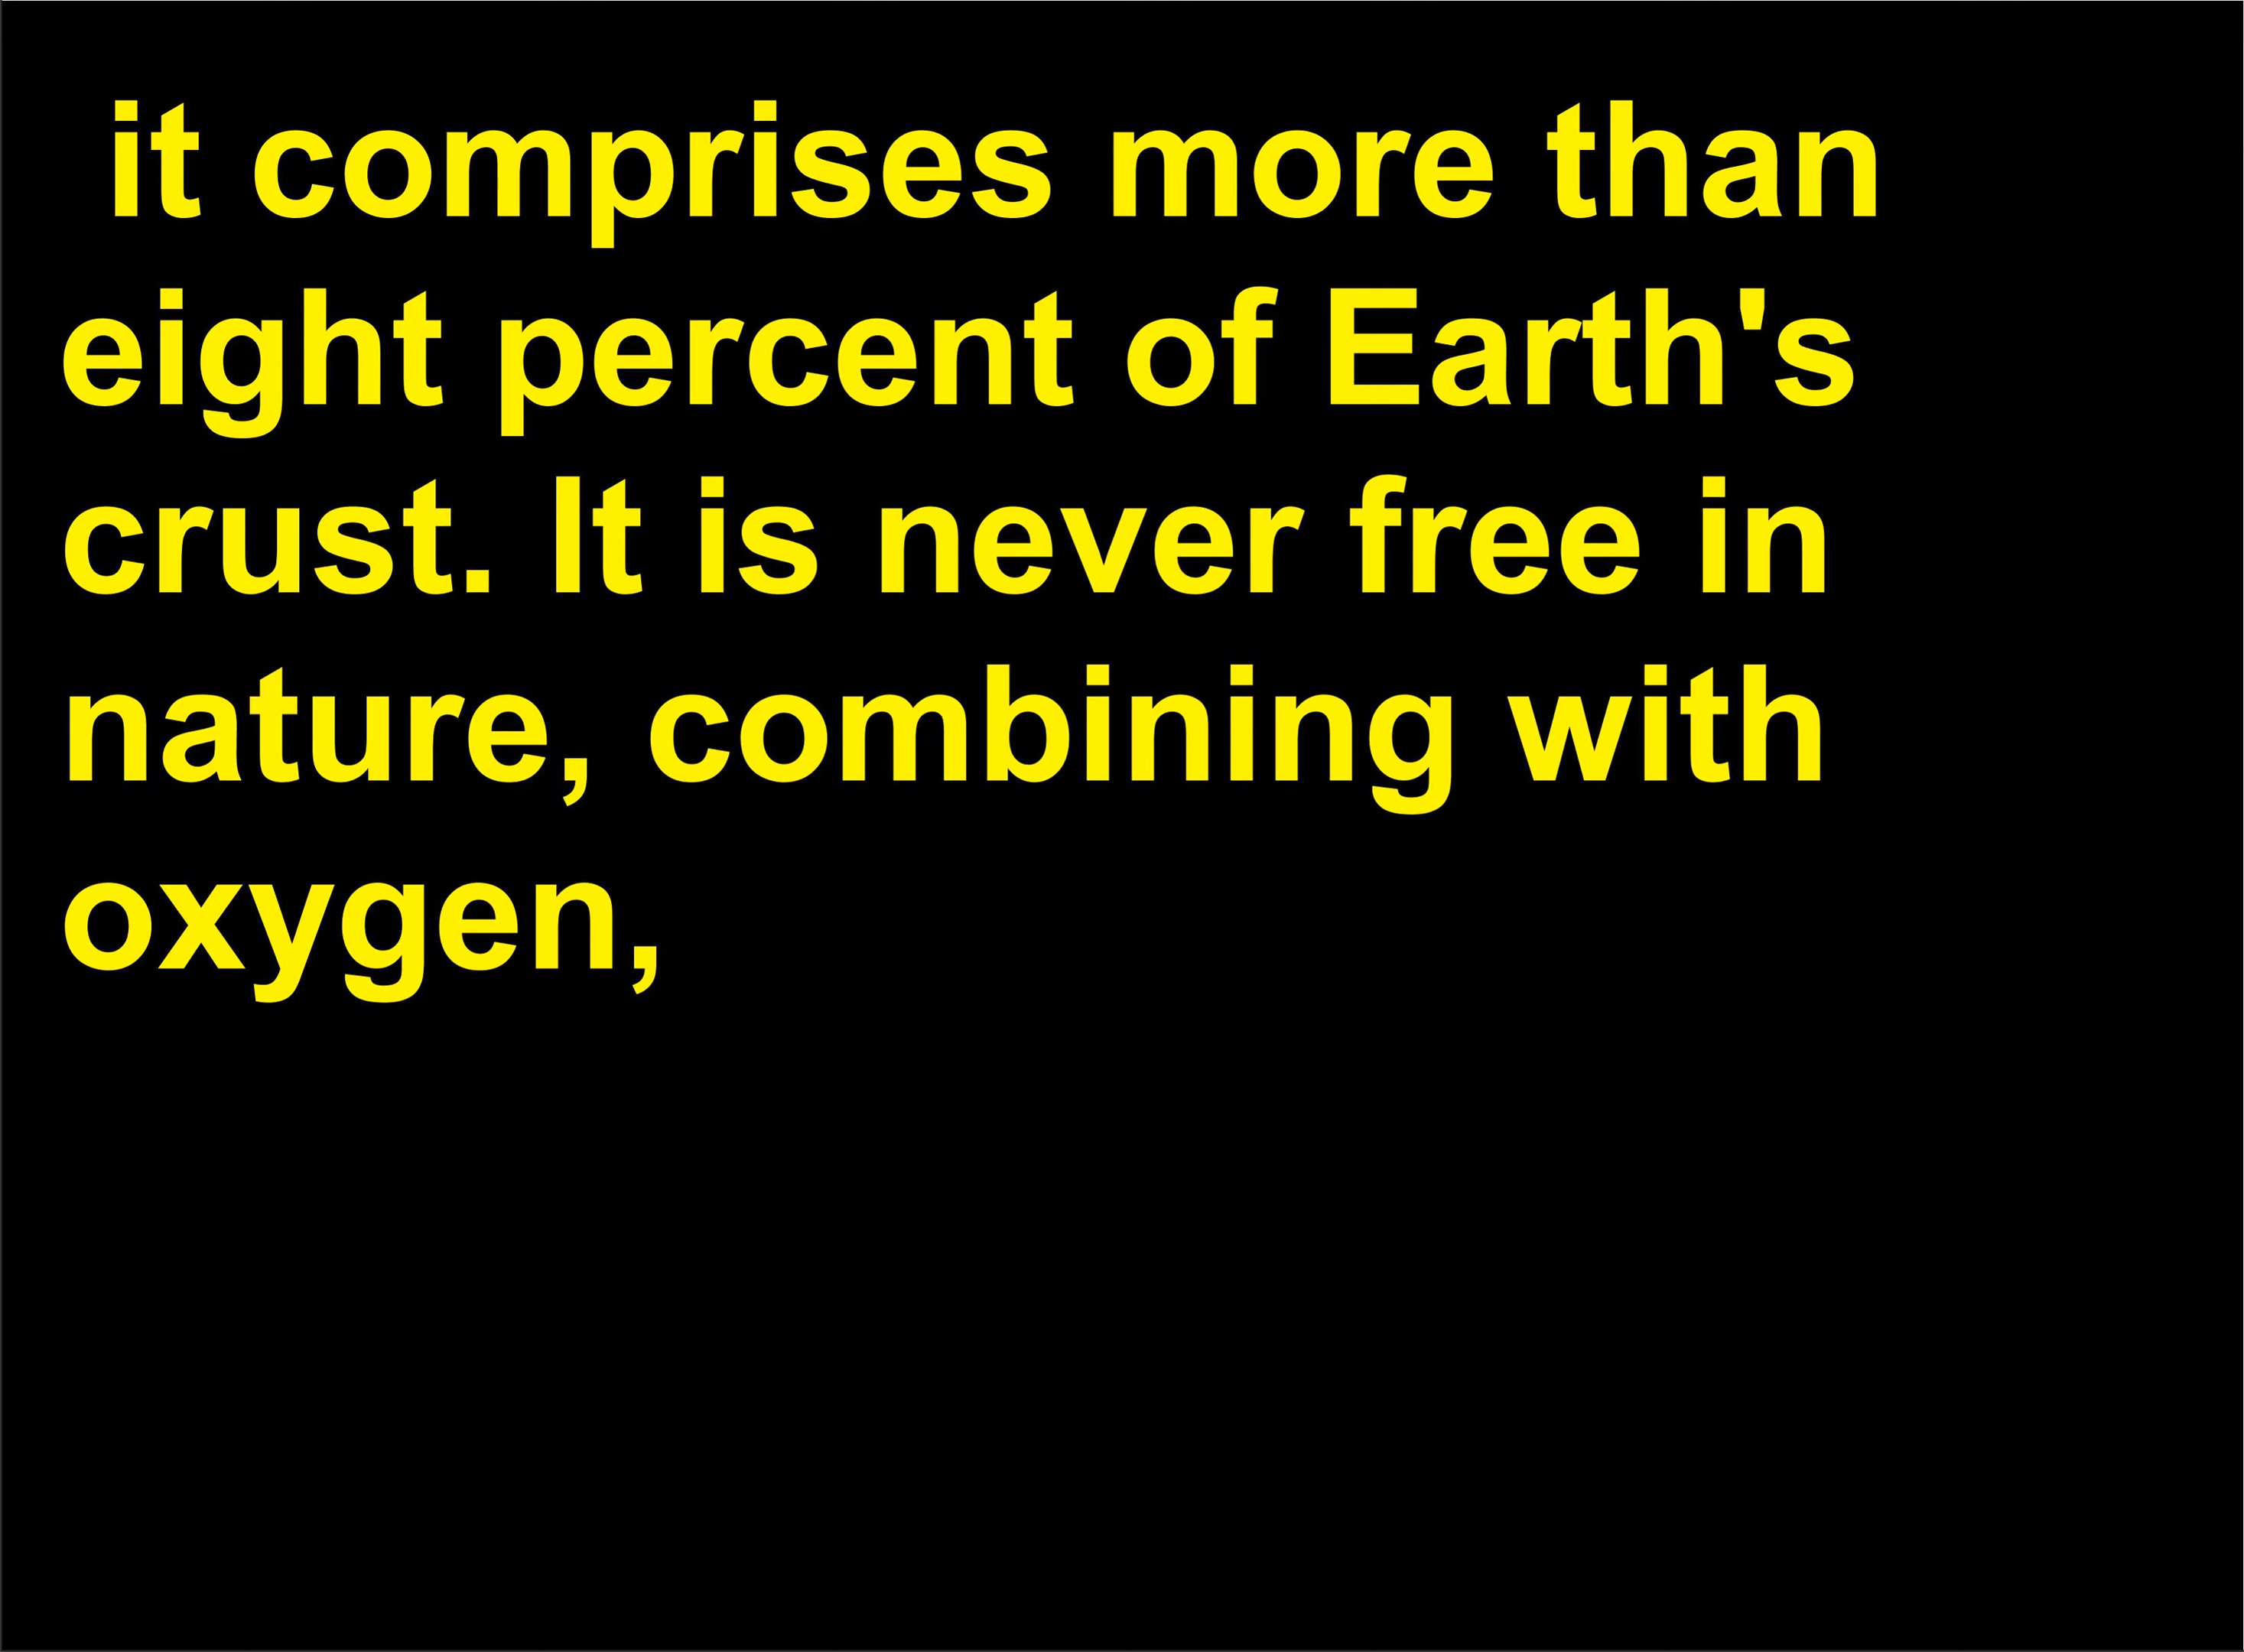 it comprises more than
eight percent of Earth's
crust. It is never free in
nature, combining with
oxygen,